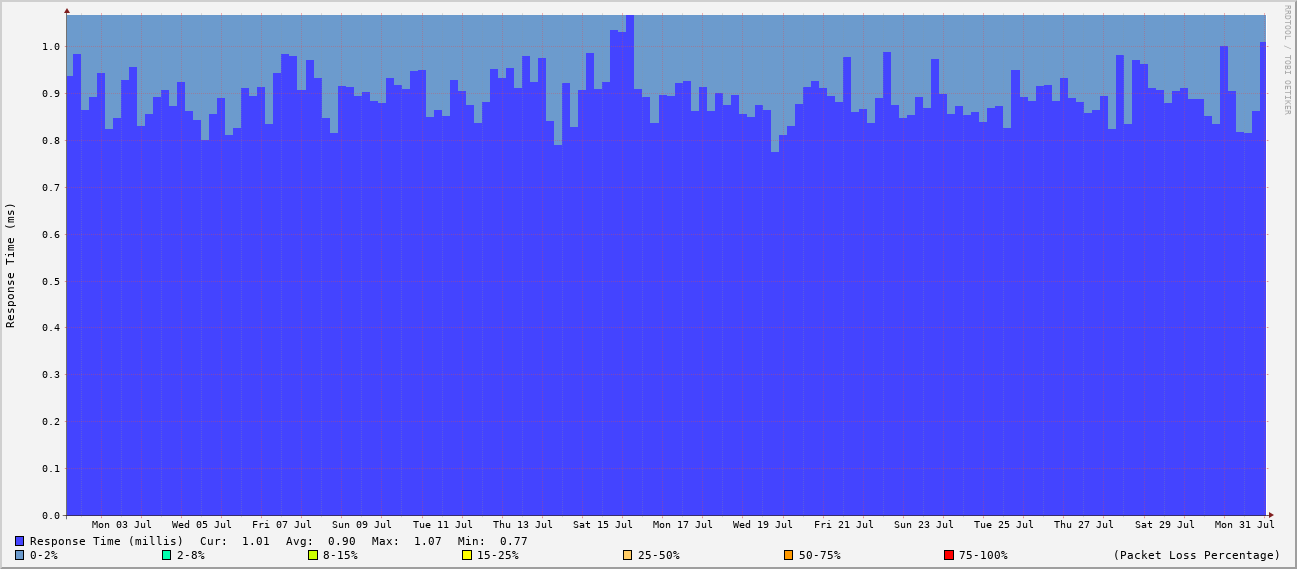 RRDTOOL / TOBI OETIKER
Response Time (ms)
1.0
0.9
0.8
0.7
0.6
0.5
0.4
0.3
0.2
0.1
0.0
Mon 03 Jul Wed 05 Jul Fri 07 Jul Sun 09 Jul Tue 11 Jul Thu 13 Jul Sat 15 Jul Mon 17 Jul Wed 19 Jul Fri 21 Jul Sun 23 Jul Tue 25 Jul Thu 27 Jul Sat 29 Jul Mon 31 Jul
Response Time (millis) Cur: 1.01 Avg: 0.90 Max: 1.07 Min: 0.77
0-2% 2-8% 8-15% 15-25% 25-50% 50-75% 75-100% (Packet Loss Percentage)